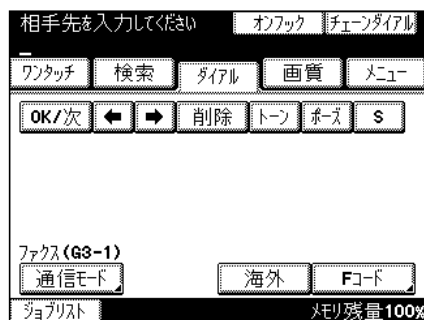 相手先を入力してください オンフック チェーンダイアル
ワンタッチ 検索 ダイアル 画質 メニュー
OK/次 ← → 削除 トーン ポーズ S
ファクス(G3-1)
通信モード 海外 Fコード
ジョブリスト メモリ残量100%